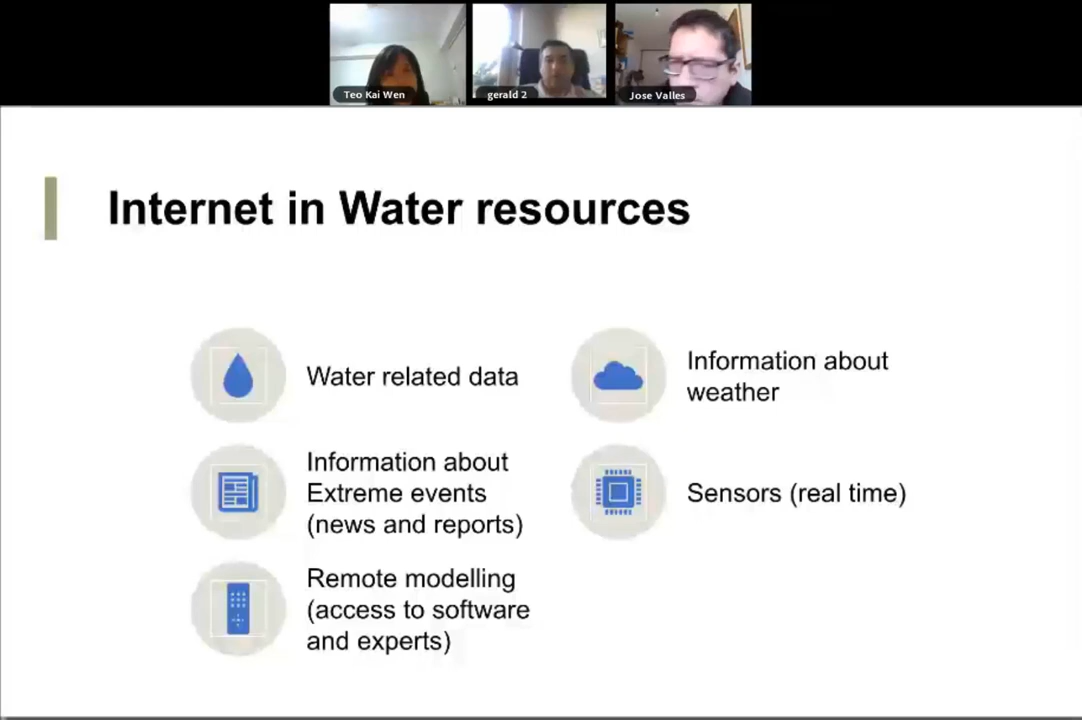 Teo Kai Wen
gerald 2
Jose Valles
Internet in Water resources
Water related data
Information about
weather
Information about
Extreme events
(news and reports)
Sensors (real time)
Remote modelling
(access to software
and experts)